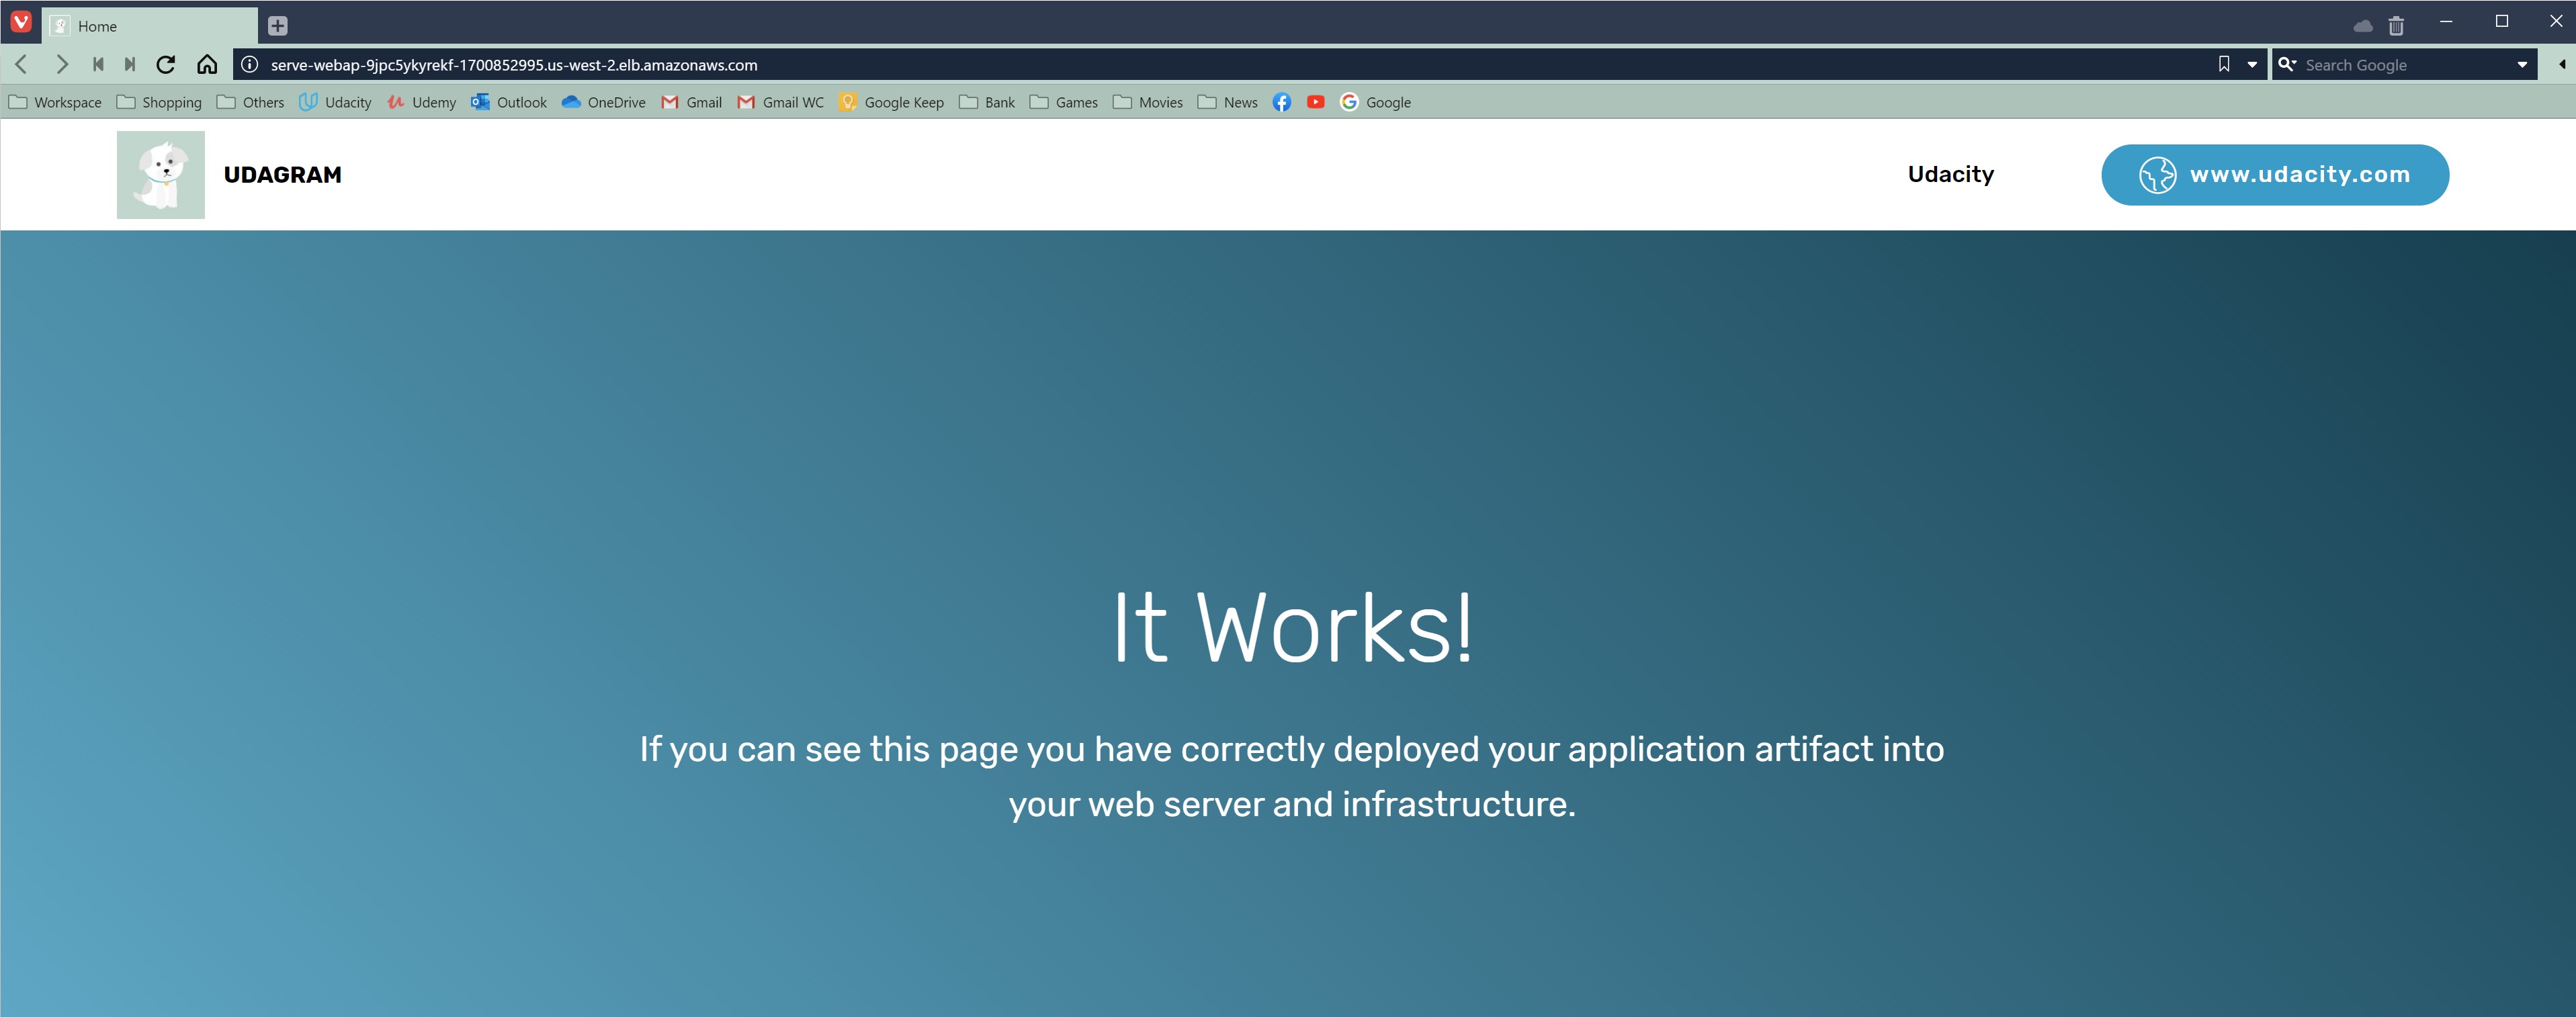 Home
serve-webap-9jpc5ykyrekf-1700852995.us-west-2.elb.amazonaws.com
Search Google
Workspace Shopping Others Udacity Udemy Outlook OneDrive Gmail Gmail WC Google Keep Bank Games Movies News Google
UDAGRAM
Udacity
www.udacity.com
It Works!
If you can see this page you have correctly deployed your application artifact into
your web server and infrastructure.